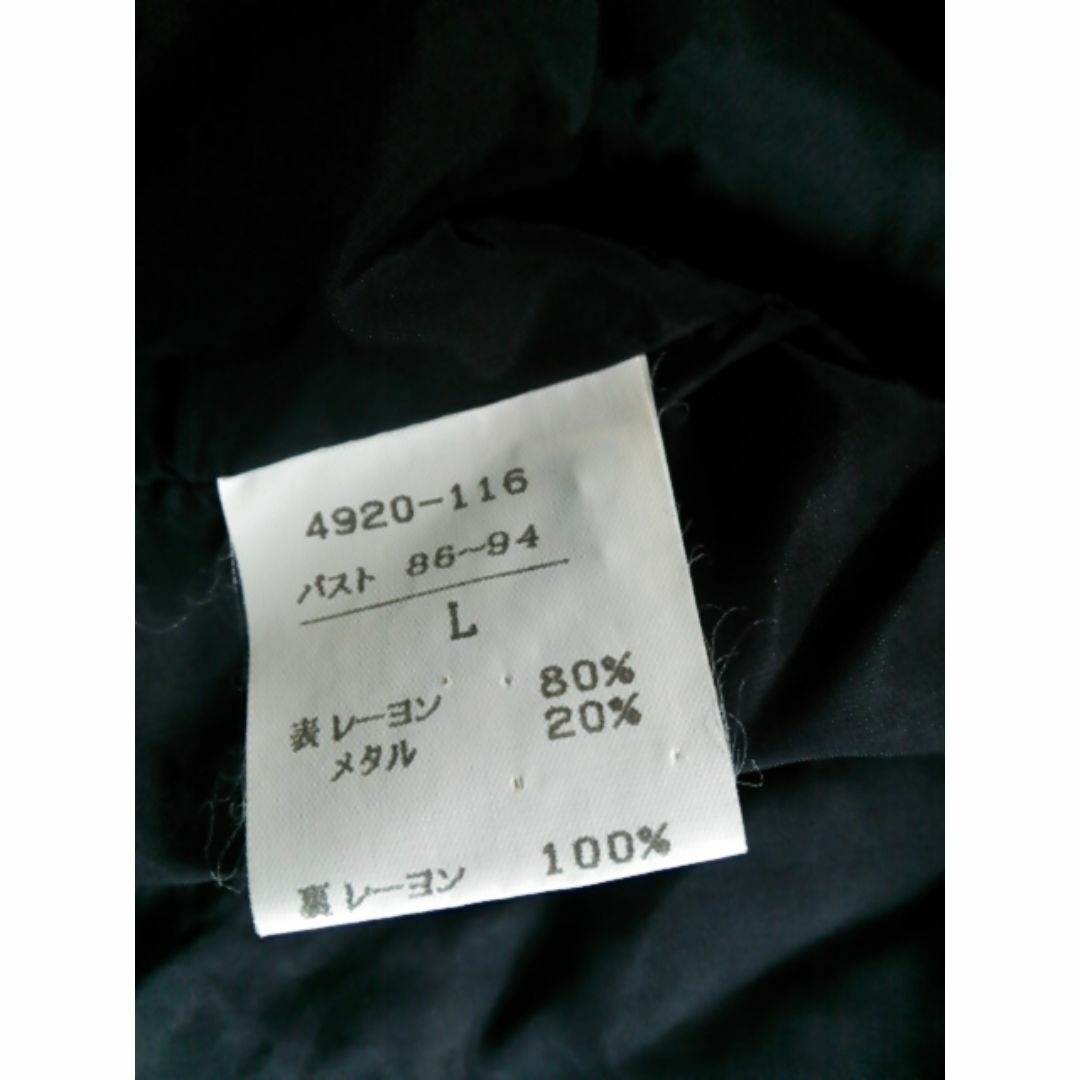 4920-116
バスト 86~94
L
表レーヨン 80%
メタル 20%
裏レーヨン 100%